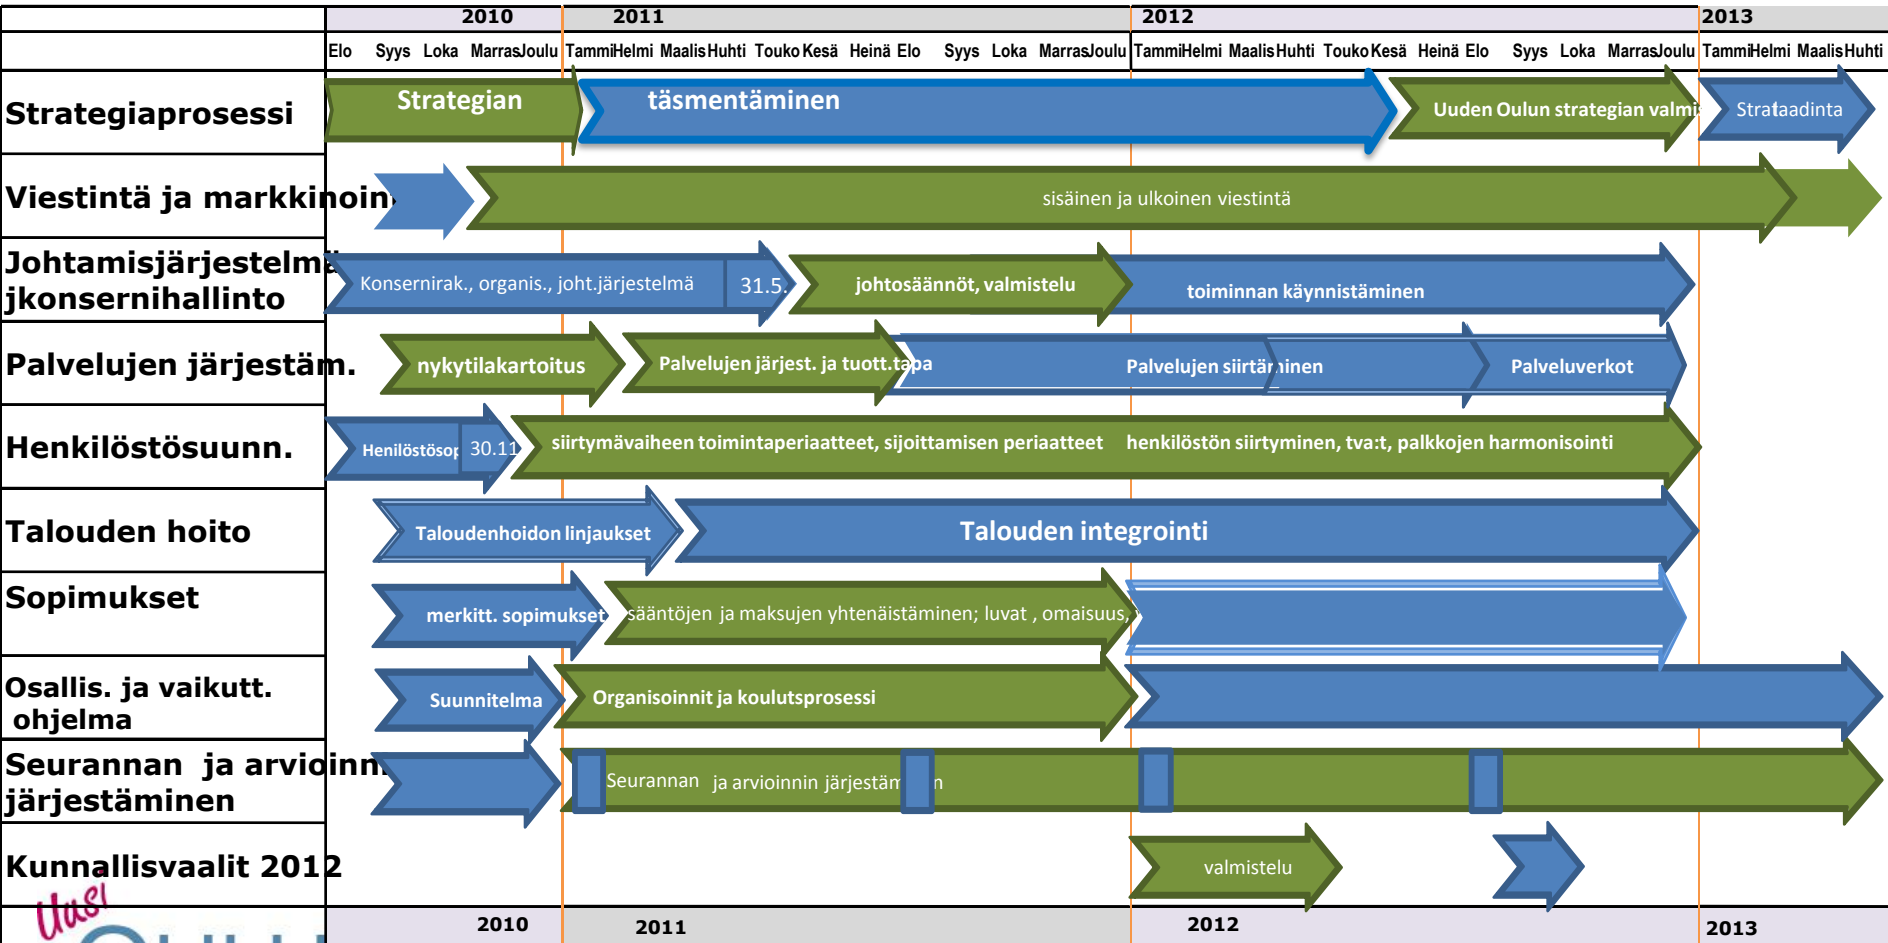 2010 2011 2012 2013
Elo Syys Loka Marras Joulu Tammi Helmi Maalis Huhti Touko Kesä Heinä Elo Syys Loka Marras Joulu Tammi Helmi Maalis Huhti Touko Kesä Heinä Elo Syys Loka Marras Joulu Tammi Helmi Maalis Huhti
Strategiaprosessi
Strategian täsmentäminen
Uuden Oulun strategian valmis
Strataadinta
Viestintä ja markkinoin
sisäinen ja ulkoinen viestintä
Johtamisjärjestelmä
jkonsernihallinto
Konsernirak., organis., joht.järjestelmä
31.5.
johtosäännöt, valmistelu
toiminnan käynnistäminen
Palvelujen järjestäm.
nykytilakartoitus
Palvelujen järjest. ja tuott.tapa
Palvelujen siirtäminen
Palveluverkot
Henkilöstösuunn.
Henilöstösop
30.11
siirtymävaiheen toimintaperiaatteet, sijoittamisen periaatteet
henkilöstön siirtyminen, tva:t, palkkojen harmonisointi
Talouden hoito
Taloudenhoidon linjaukset
Talouden integrointi
Sopimukset
merkitt. sopimukset
sääntöjen ja maksujen yhtenäistäminen; luvat , omaisuus,
Osallis. ja vaikutt.
ohjelma
Suunnitelma
Organisoinnit ja koulutsprosessi
Seurannan ja arvioinn
järjestäminen
Seurannan ja arvioinnin järjestäm n
Kunnallisvaalit 2012
valmistelu
Uusi
OULU
2010 2011 2012 2013